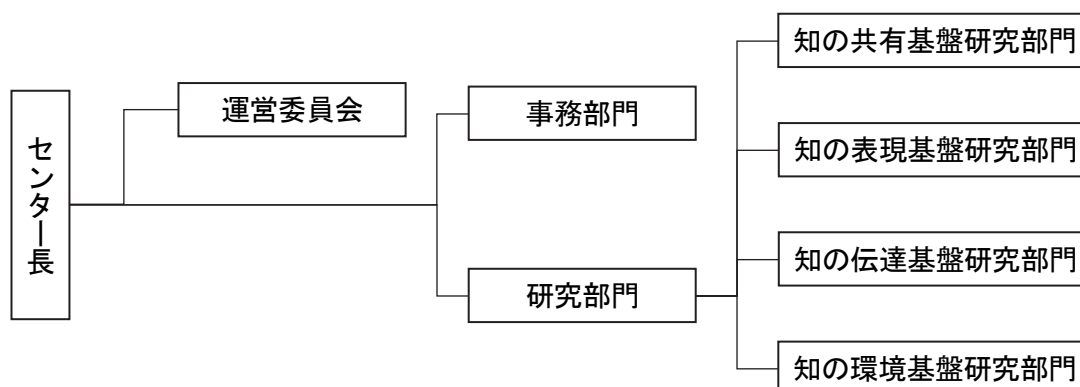 センター長
運営委員会
事務部門
研究部門
知の共有基盤研究部門
知の表現基盤研究部門
知の伝達基盤研究部門
知の環境基盤研究部門